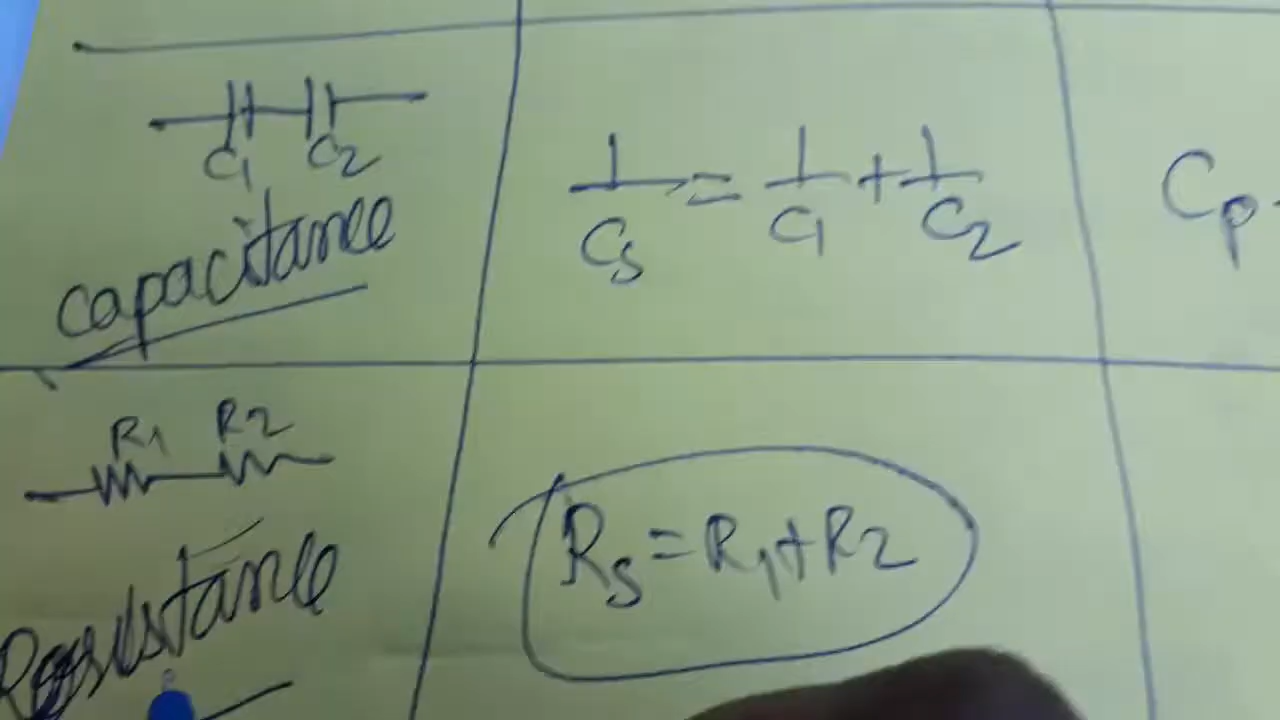 C1 C2
capacitance
1/Cs = 1/C1 + 1/C2
Cp
R1 R2
Resistance
Rs = R1 + R2